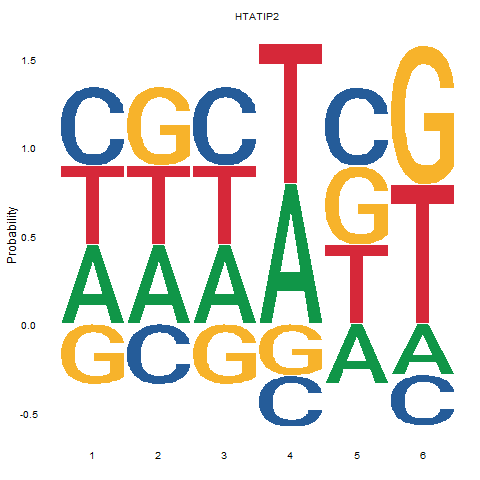 HTATIP2
1.5
1.0
0.5
0.0
-0.5
Probability
C G C T C G
T T T A G T
A A A G T A
G C G C A C
1 2 3 4 5 6